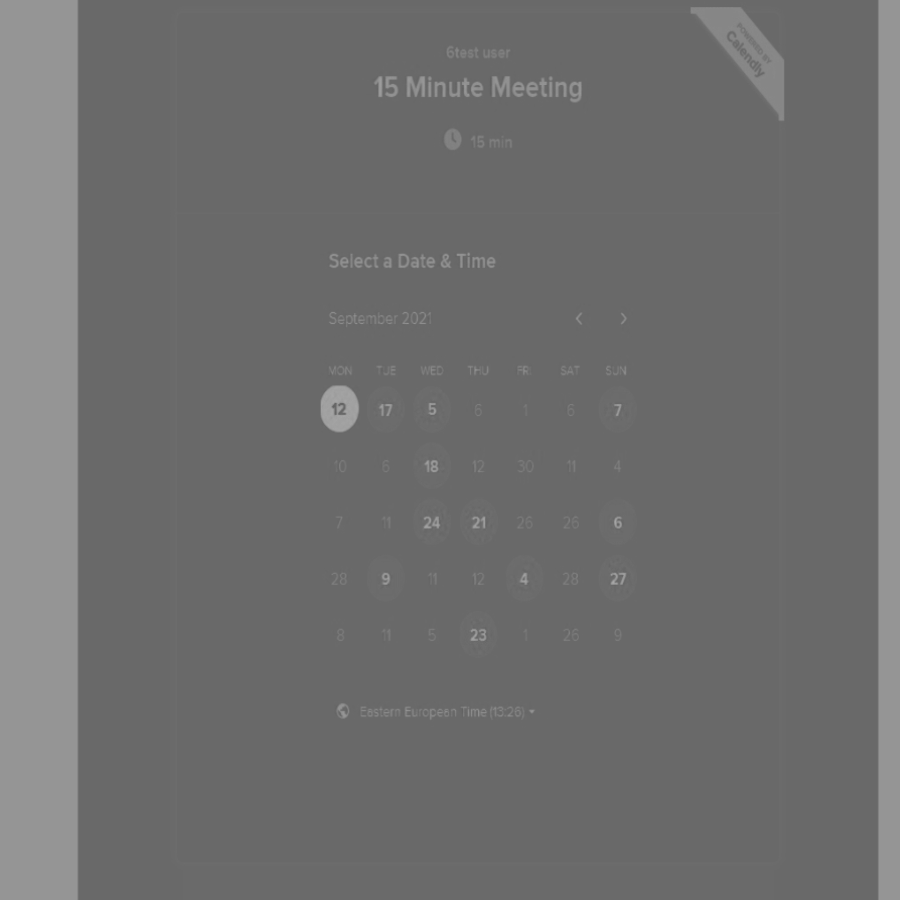 POWERED BY
Calendly
6test user
15 Minute Meeting
15 min
Select a Date & Time
September 2021
MON TUE WED THU FRI SAT SUN
12 17 5 6 1 6 7
10 6 18 12 30 11 4
7 11 24 21 26 26 6
28 9 11 12 4 28 27
8 11 5 23 1 26 9
Eastern European Time (13:26)